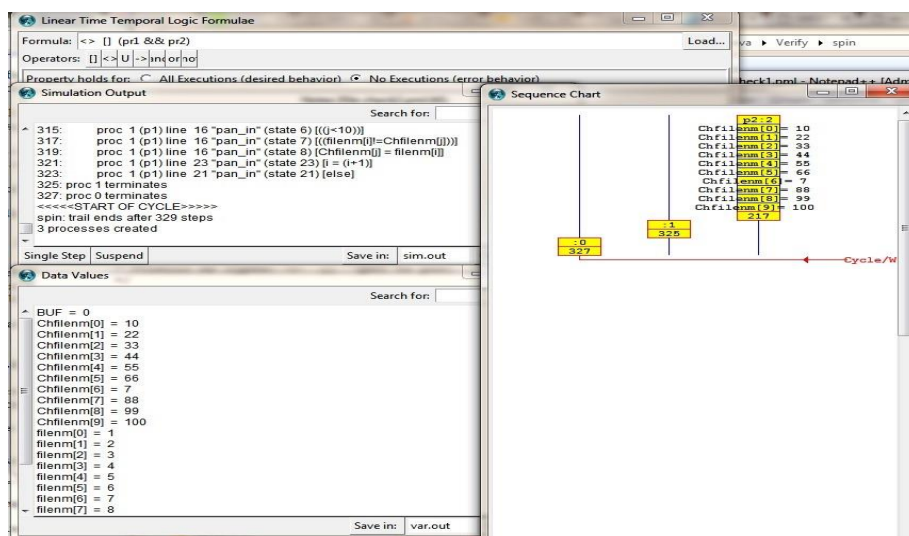 Linear Time Temporal Logic Formulae
Formula: <> [] (pr1 && pr2)
Load...
Operators: [] <> U -> and or not
Property holds for: All Executions (desired behavior) No Executions (error behavior)
va ▸ Verify ▸ spin
check1.pml - Notepad++ [Adm
Simulation Output
Search for:
315: proc 1 (p1) line 16 "pan_in" (state 6) [((j<10))]
317: proc 1 (p1) line 16 "pan_in" (state 7) [((filenm[i]!=Chfilenm[j]))]
319: proc 1 (p1) line 16 "pan_in" (state 8) [Chfilenm[j] = filenm[i]]
321: proc 1 (p1) line 23 "pan_in" (state 23) [i = (i+1)]
323: proc 1 (p1) line 21 "pan_in" (state 21) [else]
325: proc 1 terminates
327: proc 0 terminates
<<<<<START OF CYCLE>>>>>
spin: trail ends after 329 steps
3 processes created
Single Step Suspend Save in: sim.out
Data Values
Search for:
BUF = 0
Chfilenm[0] = 10
Chfilenm[1] = 22
Chfilenm[2] = 33
Chfilenm[3] = 44
Chfilenm[4] = 55
Chfilenm[5] = 66
Chfilenm[6] = 7
Chfilenm[7] = 88
Chfilenm[8] = 99
Chfilenm[9] = 100
filenm[0] = 1
filenm[1] = 2
filenm[2] = 3
filenm[3] = 4
filenm[4] = 5
filenm[5] = 6
filenm[6] = 7
filenm[7] = 8
Save in: var.out
Sequence Chart
p2:2
Chfilenm[0]= 10
Chfilenm[1]= 22
Chfilenm[2]= 33
Chfilenm[3]= 44
Chfilenm[4]= 55
Chfilenm[5]= 66
Chfilenm[6]= 7
Chfilenm[7]= 88
Chfilenm[8]= 99
Chfilenm[9]= 100
217
:1
325
:0
327
Cycle/W